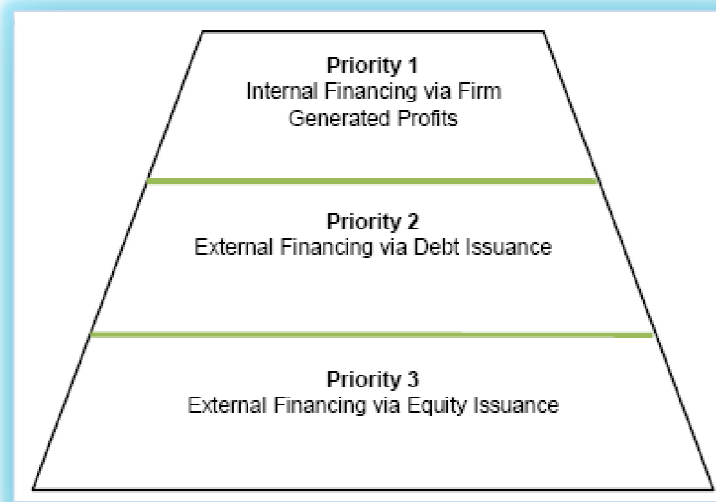 Priority 1
Internal Financing via Firm
Generated Profits
Priority 2
External Financing via Debt Issuance
Priority 3
External Financing via Equity Issuance